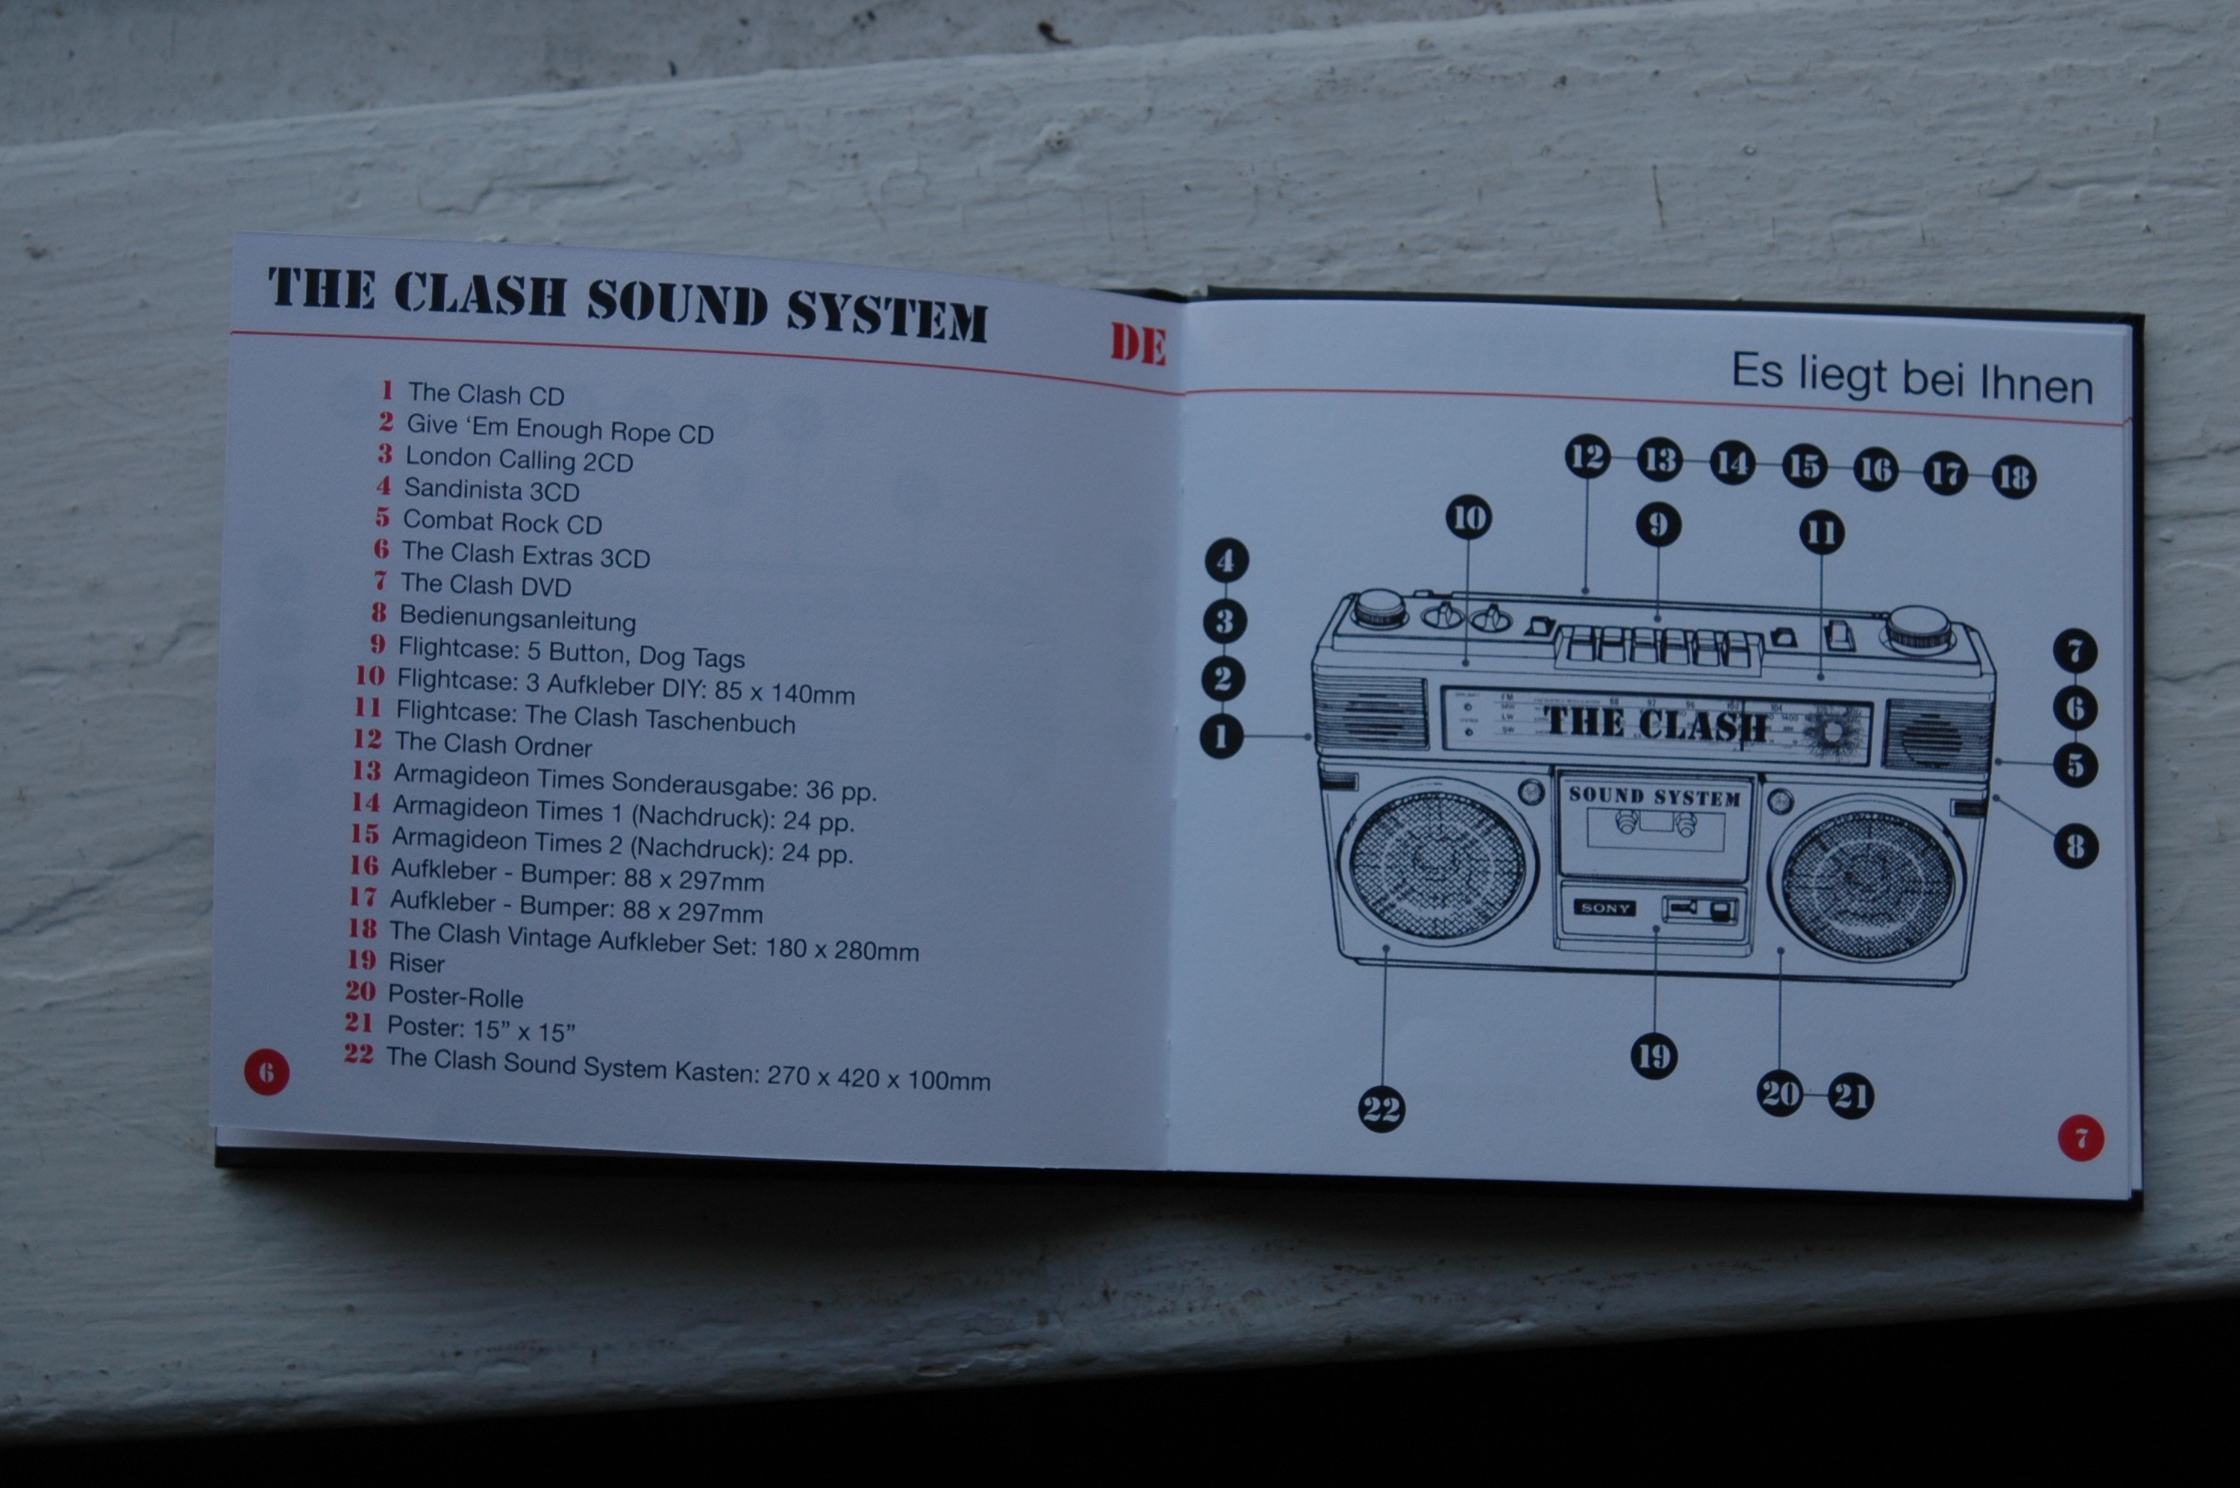 THE CLASH SOUND SYSTEM
DE
1 The Clash CD
2 Give ‘Em Enough Rope CD
3 London Calling 2CD
4 Sandinista 3CD
5 Combat Rock CD
6 The Clash Extras 3CD
7 The Clash DVD
8 Bedienungsanleitung
9 Flightcase: 5 Button, Dog Tags
10 Flightcase: 3 Aufkleber DIY: 85 x 140mm
11 Flightcase: The Clash Taschenbuch
12 The Clash Ordner
13 Armagideon Times Sonderausgabe: 36 pp.
14 Armagideon Times 1 (Nachdruck): 24 pp.
15 Armagideon Times 2 (Nachdruck): 24 pp.
16 Aufkleber - Bumper: 88 x 297mm
17 Aufkleber - Bumper: 88 x 297mm
18 The Clash Vintage Aufkleber Set: 180 x 280mm
19 Riser
20 Poster-Rolle
21 Poster: 15” x 15”
22 The Clash Sound System Kasten: 270 x 420 x 100mm
6
Es liegt bei Ihnen
12 13 14 15 16 17 18
10 9 11
4
3
2
1
7
6
5
8
FM
MW
LW
SW
THE CLASH
SOUND SYSTEM
SONY
19
20 21
22
7